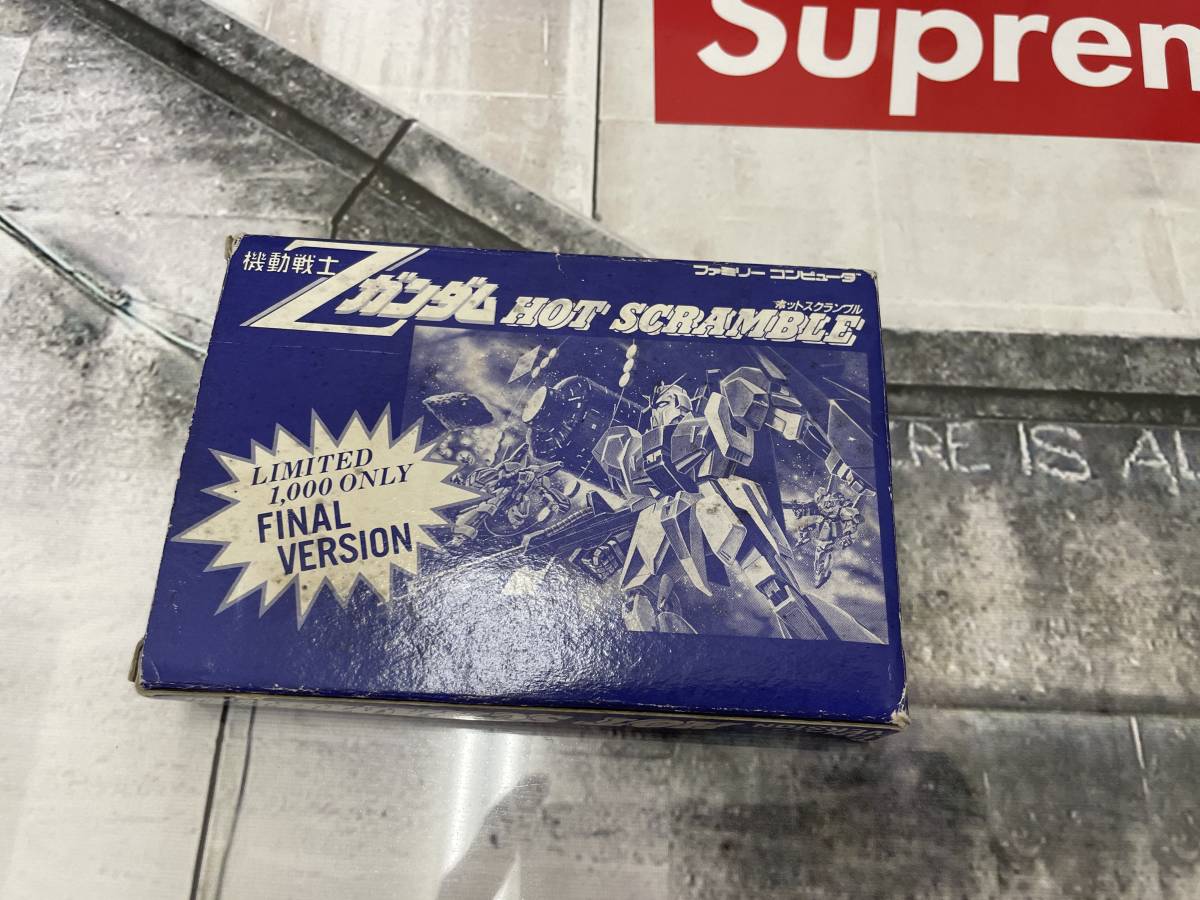 Suprem
機動戦士
Zガンダム HOT SCRAMBLE
ファミリー コンピュータ
ホットスクランブル
LIMITED
1,000 ONLY
FINAL
VERSION
ERE IS AL